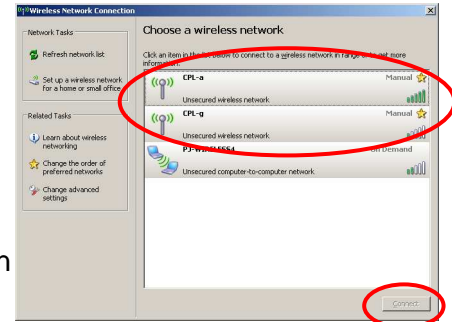 Wireless Network Connection
Network Tasks
Refresh network list
Set up a wireless network
for a home or small office
Related Tasks
Learn about wireless
networking
Change the order of
preferred networks
Change advanced
settings
Choose a wireless network
Click an item in the list below to connect to a wireless network in range or to get more
information.
CPL-a Manual
Unsecured wireless network
CPL-g Manual
Unsecured wireless network
On Demand
Unsecured computer-to-computer network
Connect